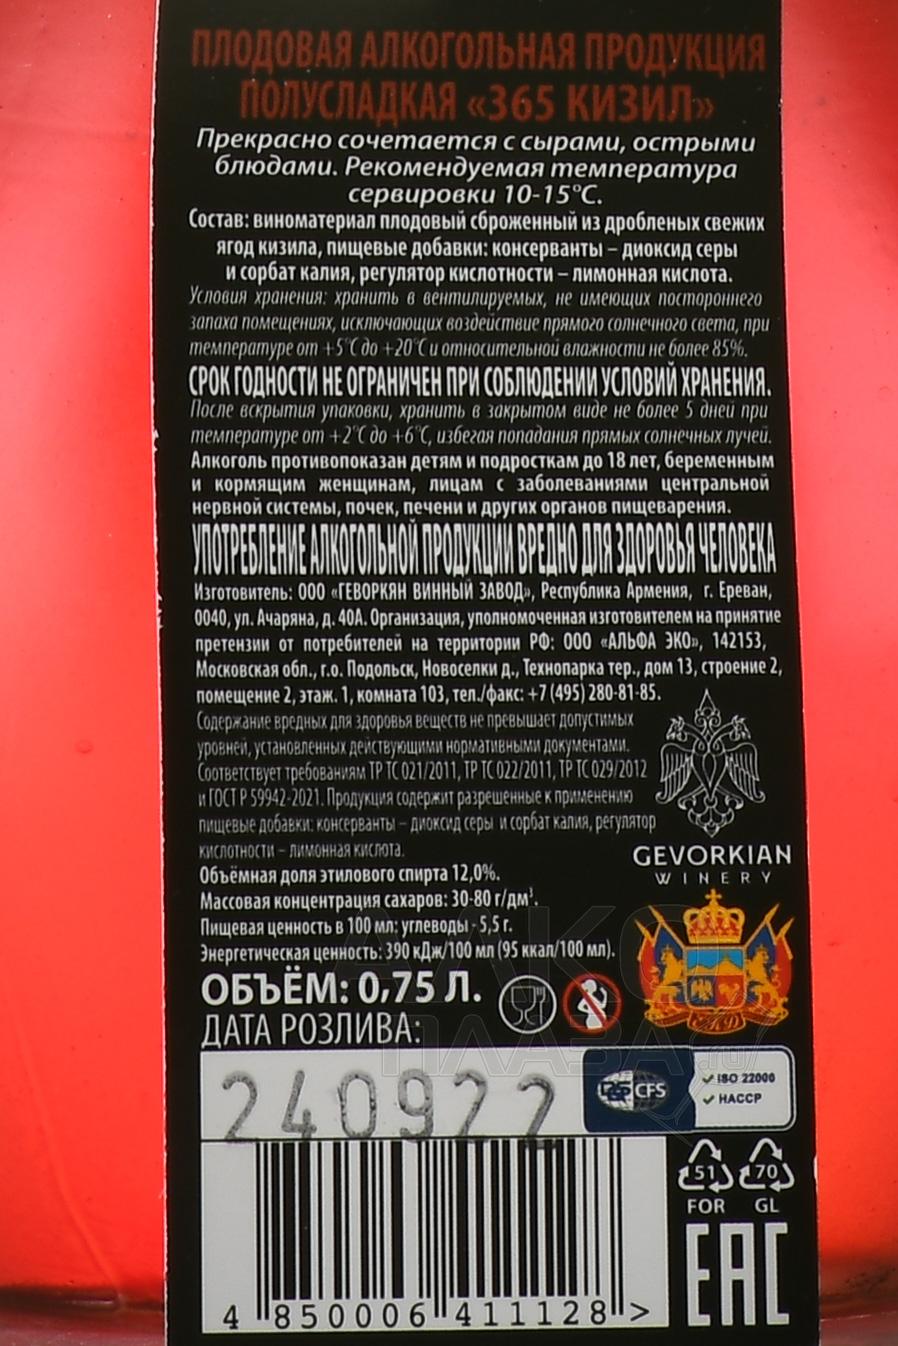 ПЛОДОВАЯ АЛКОГОЛЬНАЯ ПРОДУКЦИЯ
ПОЛУСЛАДКАЯ «365 КИЗИЛ»
Прекрасно сочетается с сырами, острыми
блюдами. Рекомендуемая температура
сервировки 10-15°С.
Состав: виноматериал плодовый сброженный из дробленых свежих
ягод кизила, пищевые добавки: консерванты – диоксид серы
и сорбат калия, регулятор кислотности – лимонная кислота.
Условия хранения: хранить в вентилируемых, не имеющих постороннего
запаха помещениях, исключающих воздействие прямого солнечного света, при
температуре от +5°С до +20°С и относительной влажности не более 85%.
СРОК ГОДНОСТИ НЕ ОГРАНИЧЕН ПРИ СОБЛЮДЕНИИ УСЛОВИЙ ХРАНЕНИЯ.
После вскрытия упаковки, хранить в закрытом виде не более 5 дней при
температуре от +2°С до +6°С, избегая попадания прямых солнечных лучей.
Алкоголь противопоказан детям и подросткам до 18 лет, беременным
и кормящим женщинам, лицам с заболеваниями центральной
нервной системы, почек, печени и других органов пищеварения.
УПОТРЕБЛЕНИЕ АЛКОГОЛЬНОЙ ПРОДУКЦИИ ВРЕДНО ДЛЯ ЗДОРОВЬЯ ЧЕЛОВЕКА
Изготовитель: ООО «ГЕВОРКЯН ВИННЫЙ ЗАВОД», Республика Армения, г. Ереван,
0040, ул. Ачаряна, д. 40А. Организация, уполномоченная изготовителем на принятие
претензии от потребителей на территории РФ: ООО «АЛЬФА ЭКО», 142153,
Московская обл., г.о. Подольск, Новоселки д., Технопарка тер., дом 13, строение 2,
помещение 2, этаж. 1, комната 103, тел./факс: +7 (495) 280-81-85.
Содержание вредных для здоровья веществ не превышает допустимых
уровней, установленных действующими нормативными документами.
Соответствует требованиям ТР ТС 021/2011, ТР ТС 022/2011, ТР ТС 029/2012
и ГОСТ Р 59942-2021. Продукция содержит разрешенные к применению
пищевые добавки: консерванты – диоксид серы и сорбат калия, регулятор
кислотности – лимонная кислота.
GEVORKIAN
WINERY
Объёмная доля этилового спирта 12,0%.
Массовая концентрация сахаров: 30-80 г/дм³.
Пищевая ценность в 100 мл: углеводы - 5,5 г.
Энергетическая ценность: 390 кДж/100 мл (95 ккал/100 мл).
ОБЪЁМ: 0,75 Л.
ДАТА РОЗЛИВА:
АЛКО
ПЛАЗА.ru
240922
CFS
ISO 22000
HACCP
51
FOR
70
GL
EAC
4 850006 411128 >